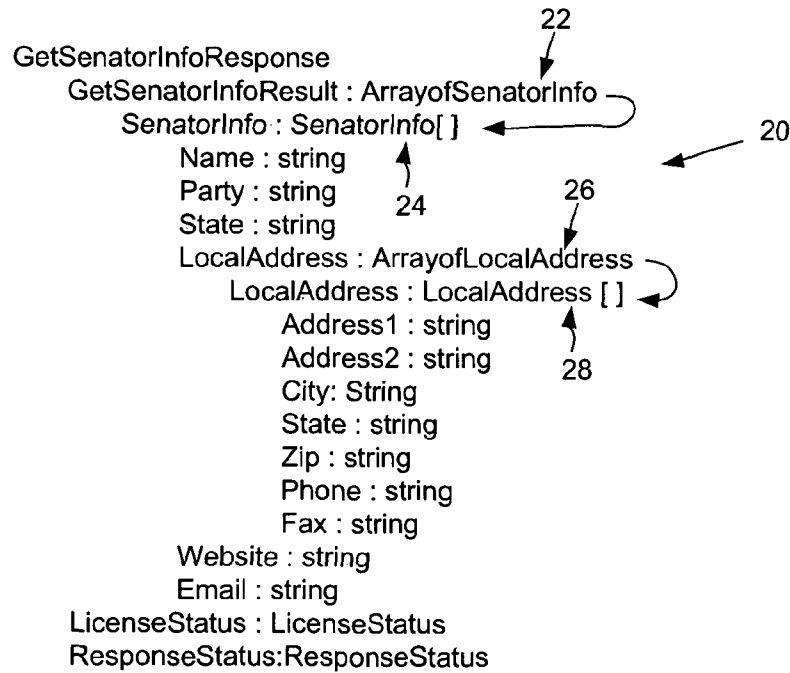 22
GetSenatorInfoResponse
GetSenatorInfoResult : ArrayofSenatorInfo
SenatorInfo : SenatorInfo[ ]
20
Name : string
Party : string
24
26
State : string
LocalAddress : ArrayofLocalAddress
LocalAddress : LocalAddress [ ]
Address1 : string
Address2 : string
28
City: String
State : string
Zip : string
Phone : string
Fax : string
Website : string
Email : string
LicenseStatus : LicenseStatus
ResponseStatus:ResponseStatus